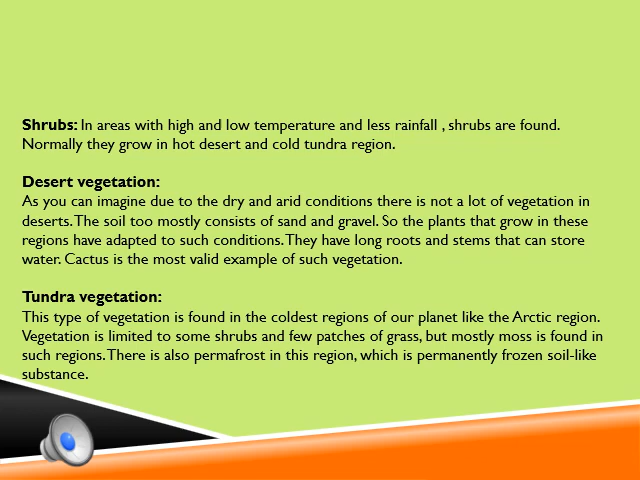 Shrubs: In areas with high and low temperature and less rainfall , shrubs are found.
Normally they grow in hot desert and cold tundra region.
Desert vegetation:
As you can imagine due to the dry and arid conditions there is not a lot of vegetation in
deserts. The soil too mostly consists of sand and gravel. So the plants that grow in these
regions have adapted to such conditions. They have long roots and stems that can store
water. Cactus is the most valid example of such vegetation.
Tundra vegetation:
This type of vegetation is found in the coldest regions of our planet like the Arctic region.
Vegetation is limited to some shrubs and few patches of grass, but mostly moss is found in
such regions. There is also permafrost in this region, which is permanently frozen soil-like
substance.